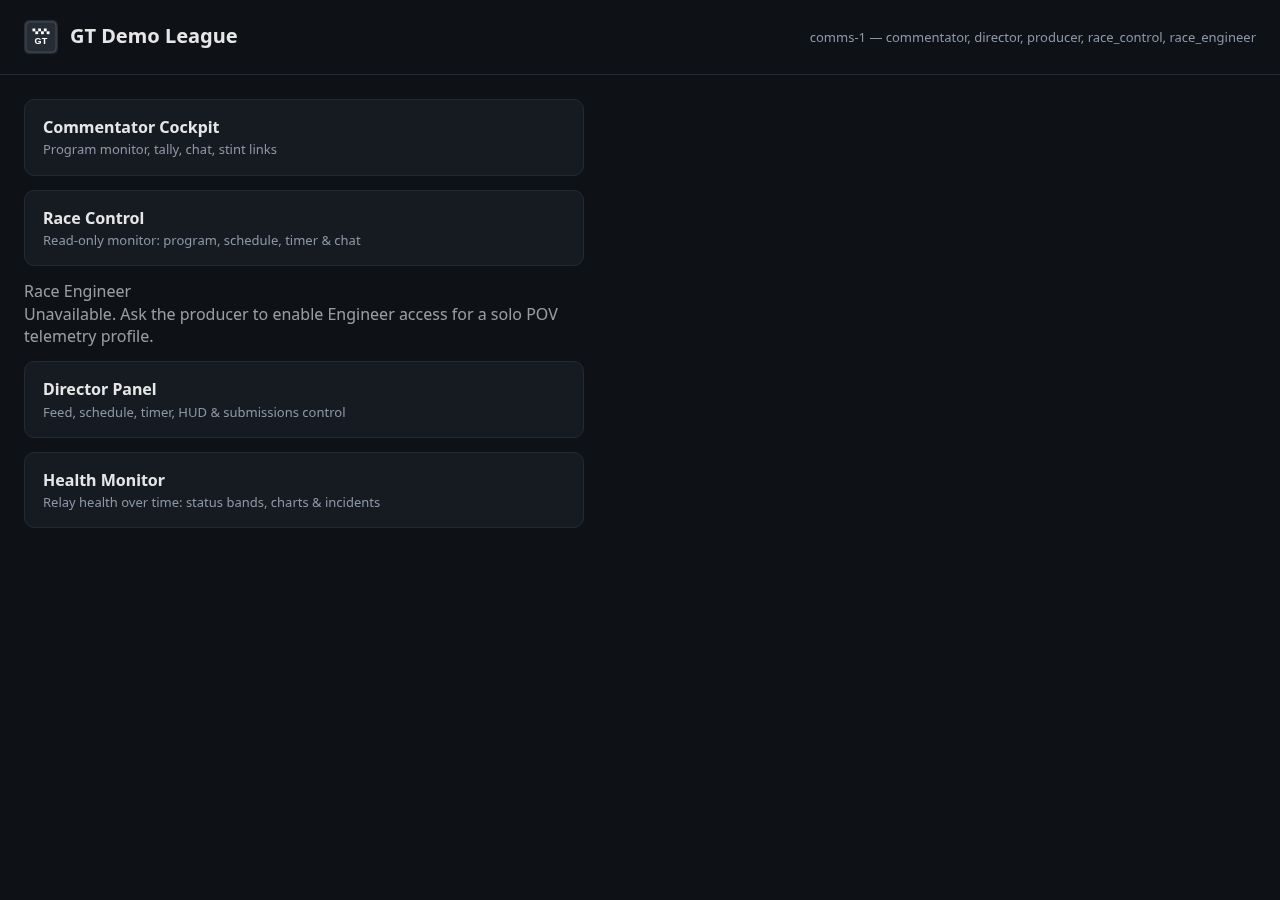 GT
GT Demo League
comms-1 — commentator, director, producer, race_control, race_engineer
Commentator Cockpit
Program monitor, tally, chat, stint links
Race Control
Read-only monitor: program, schedule, timer & chat
Race Engineer
Unavailable. Ask the producer to enable Engineer access for a solo POV
telemetry profile.
Director Panel
Feed, schedule, timer, HUD & submissions control
Health Monitor
Relay health over time: status bands, charts & incidents